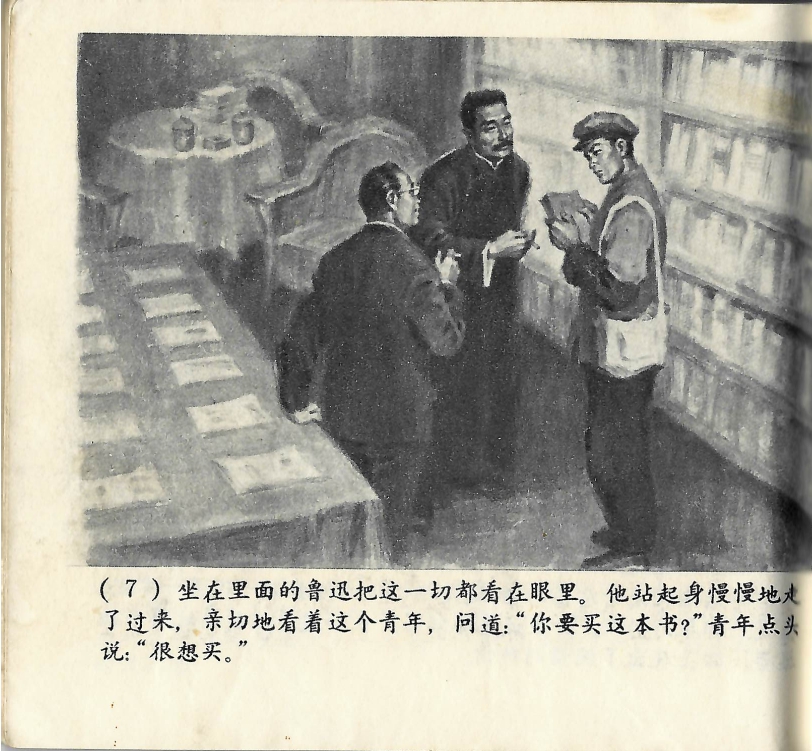 (7) 坐在里面的鲁迅把这一切都看在眼里。他站起身慢慢地走
了过来，亲切地看着这个青年，问道：“你要买这本书？”青年点头
说：“很想买。”